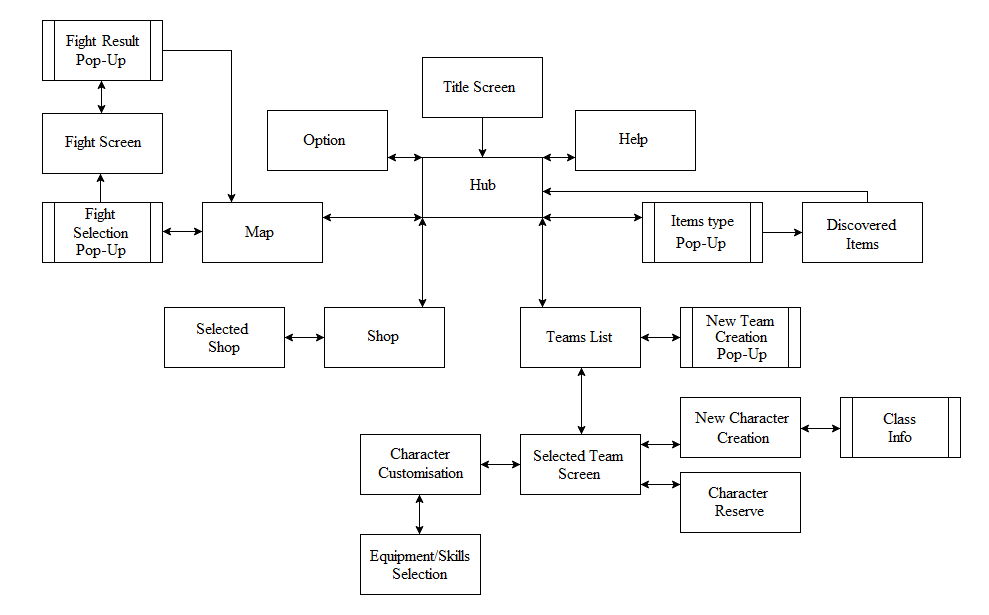 Fight Result
Pop-Up
Title Screen
Option
Help
Fight Screen
Hub
Fight
Selection
Pop-Up
Map
Items type
Pop-Up
Discovered
Items
Selected
Shop
Shop
Teams List
New Team
Creation
Pop-Up
New Character
Creation
Class
Info
Character
Customisation
Selected Team
Screen
Character
Reserve
Equipment/Skills
Selection